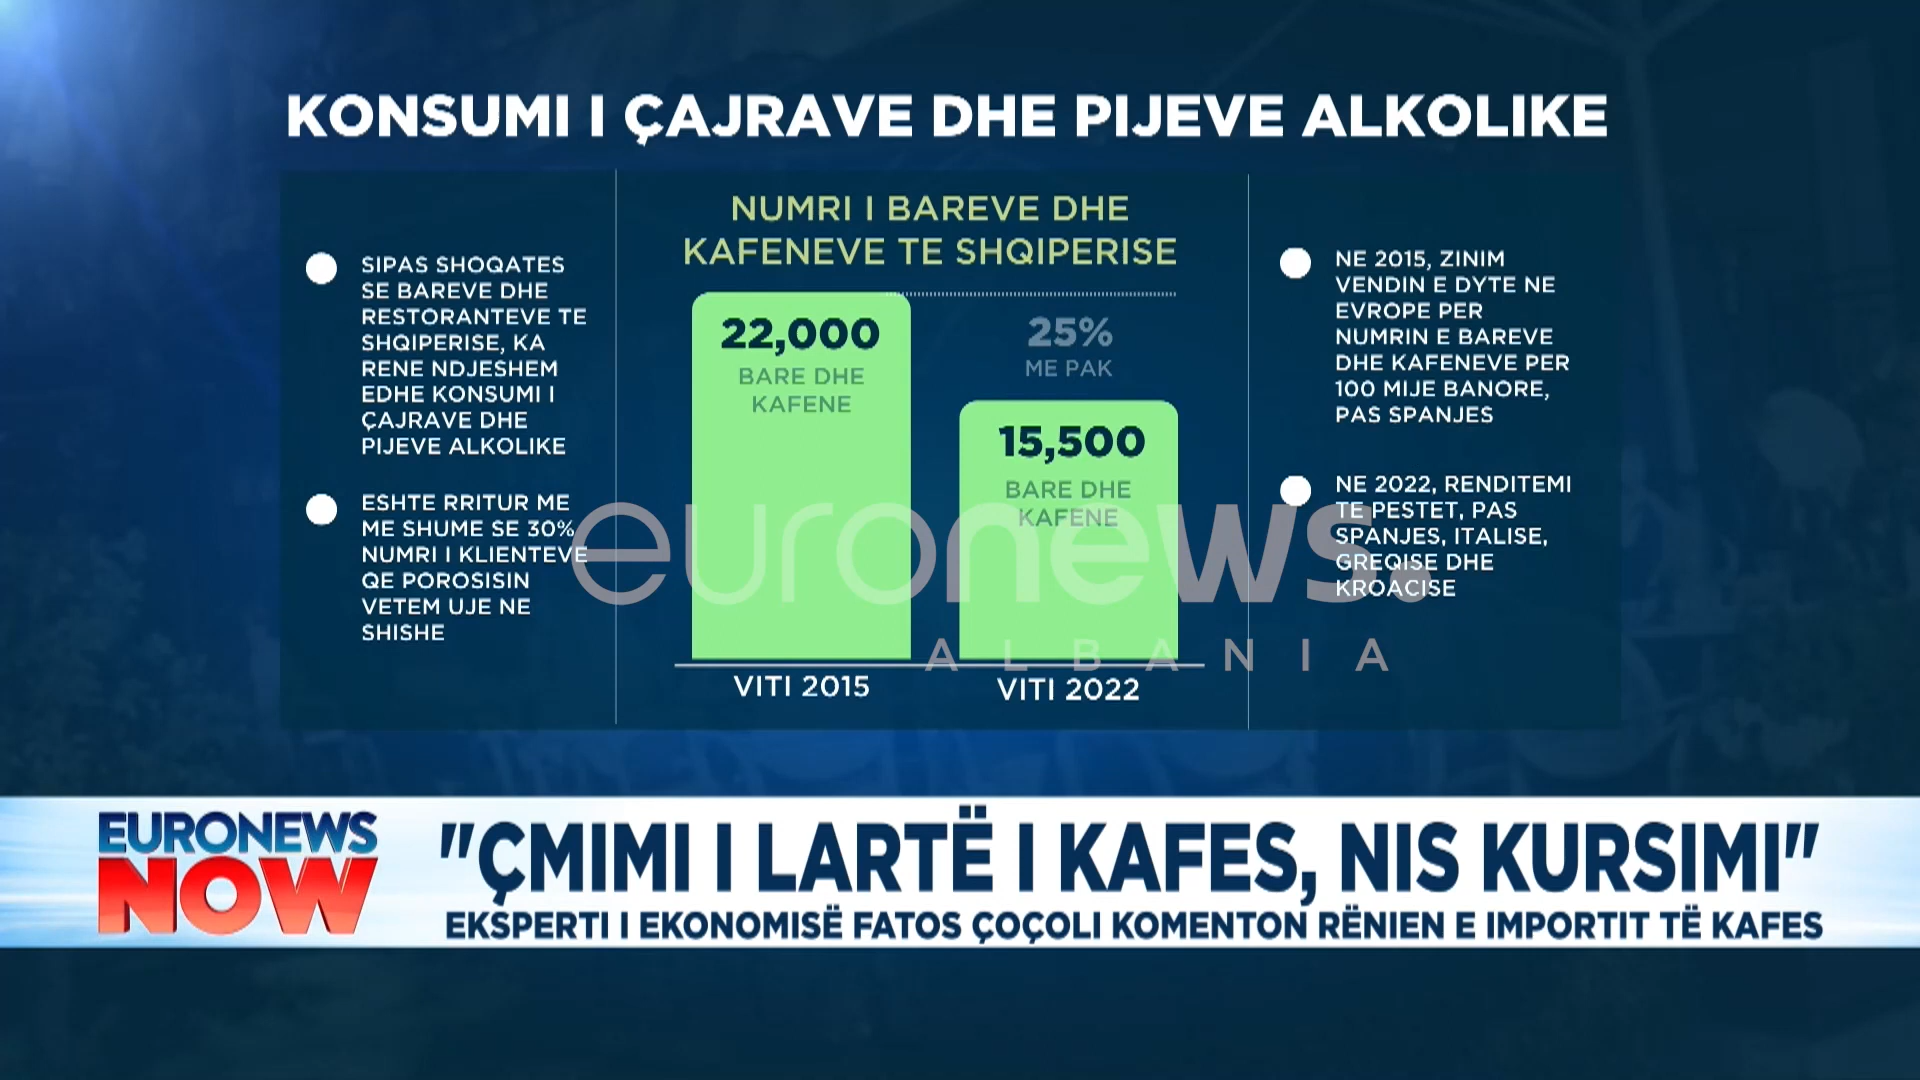 KONSUMI I ÇAJRAVE DHE PIJEVE ALKOLIKE
SIPAS SHOQATES
SE BAREVE DHE
RESTORANTEVE TE
SHQIPERISE, KA
RENE NDJESHEM
EDHE KONSUMI I
ÇAJRAVE DHE
PIJEVE ALKOLIKE
ESHTE RRITUR ME
ME SHUME SE 30%
NUMRI I KLIENTEVE
QE POROSISIN
VETEM UJE NE
SHISHE
NUMRI I BAREVE DHE
KAFENEVE TE SHQIPERISE
22,000
BARE DHE
KAFENE
25%
ME PAK
15,500
BARE DHE
KAFENE
VITI 2015
VITI 2022
NE 2015, ZINIM
VENDIN E DYTE NE
EVROPE PER
NUMRIN E BAREVE
DHE KAFENEVE PER
100 MIJE BANORE,
PAS SPANJES
NE 2022, RENDITEMI
TE PESTET, PAS
SPANJES, ITALISE,
GREQISE DHE
KROACISE
euronews.
ALBANIA
EURONEWS
NOW
"ÇMIMI I LARTË I KAFES, NIS KURSIMI"
EKSPERTI I EKONOMISË FATOS ÇOÇOLI KOMENTON RËNIEN E IMPORTIT TË KAFES